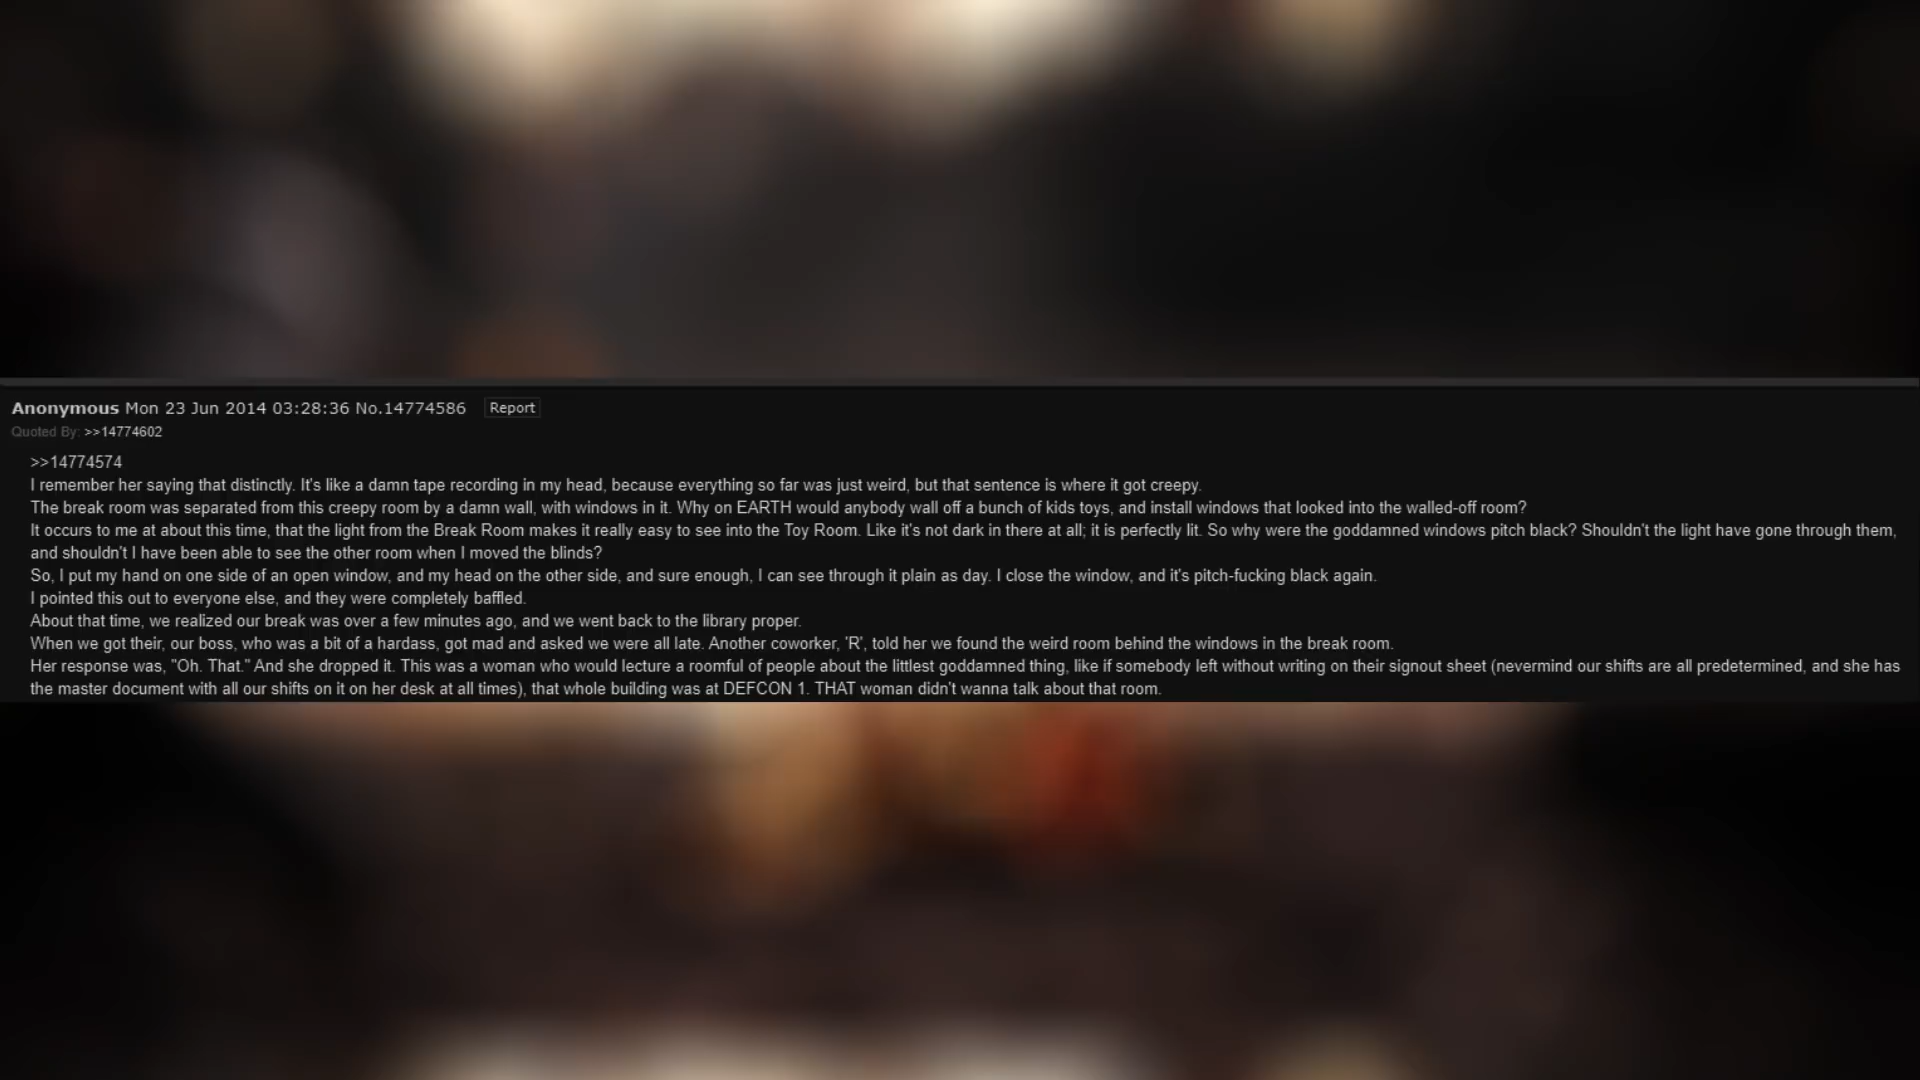 Anonymous Mon 23 Jun 2014 03:28:36 No.14774586 Report
Quoted By: >>14774602
>>14774574
I remember her saying that distinctly. It's like a damn tape recording in my head, because everything so far was just weird, but that sentence is where it got creepy.
The break room was separated from this creepy room by a damn wall, with windows in it. Why on EARTH would anybody wall off a bunch of kids toys, and install windows that looked into the walled-off room?
It occurs to me at about this time, that the light from the Break Room makes it really easy to see into the Toy Room. Like it's not dark in there at all; it is perfectly lit. So why were the goddamned windows pitch black? Shouldn't the light have gone through them,
and shouldn't I have been able to see the other room when I moved the blinds?
So, I put my hand on one side of an open window, and my head on the other side, and sure enough, I can see through it plain as day. I close the window, and it's pitch-fucking black again.
I pointed this out to everyone else, and they were completely baffled.
About that time, we realized our break was over a few minutes ago, and we went back to the library proper.
When we got their, our boss, who was a bit of a hardass, got mad and asked we were all late. Another coworker, 'R', told her we found the weird room behind the windows in the break room.
Her response was, "Oh. That." And she dropped it. This was a woman who would lecture a roomful of people about the littlest goddamned thing, like if somebody left without writing on their signout sheet (nevermind our shifts are all predetermined, and she has
the master document with all our shifts on it on her desk at all times), that whole building was at DEFCON 1. THAT woman didn't wanna talk about that room.